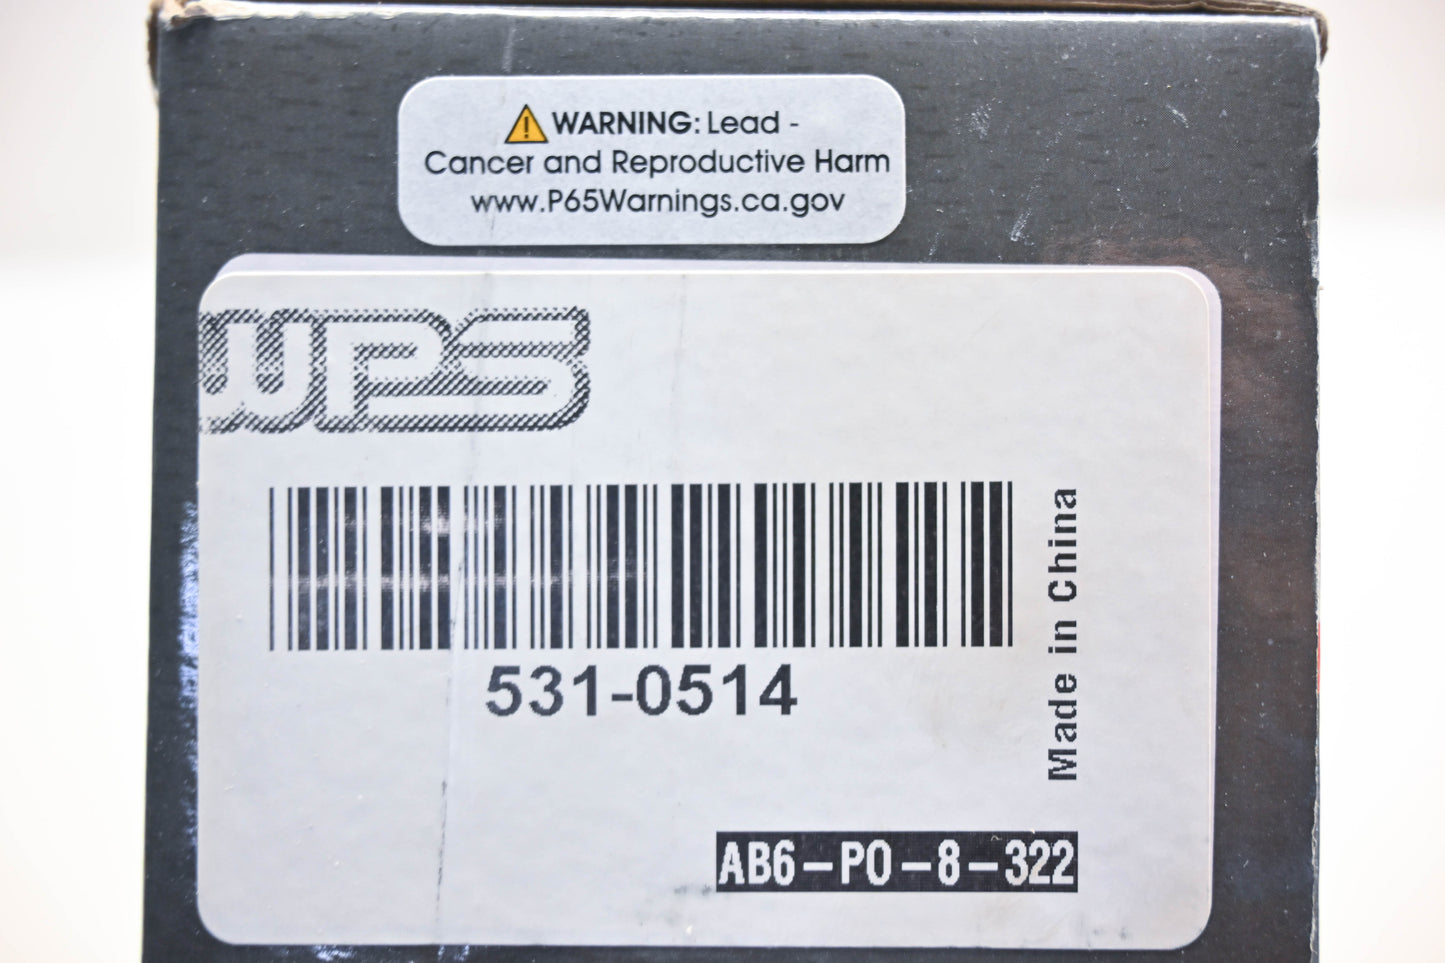 WARNING: Lead -
Cancer and Reproductive Harm
www.P65Warnings.ca.gov
WPS
531-0514
Made in China
AB6-PO-8-322